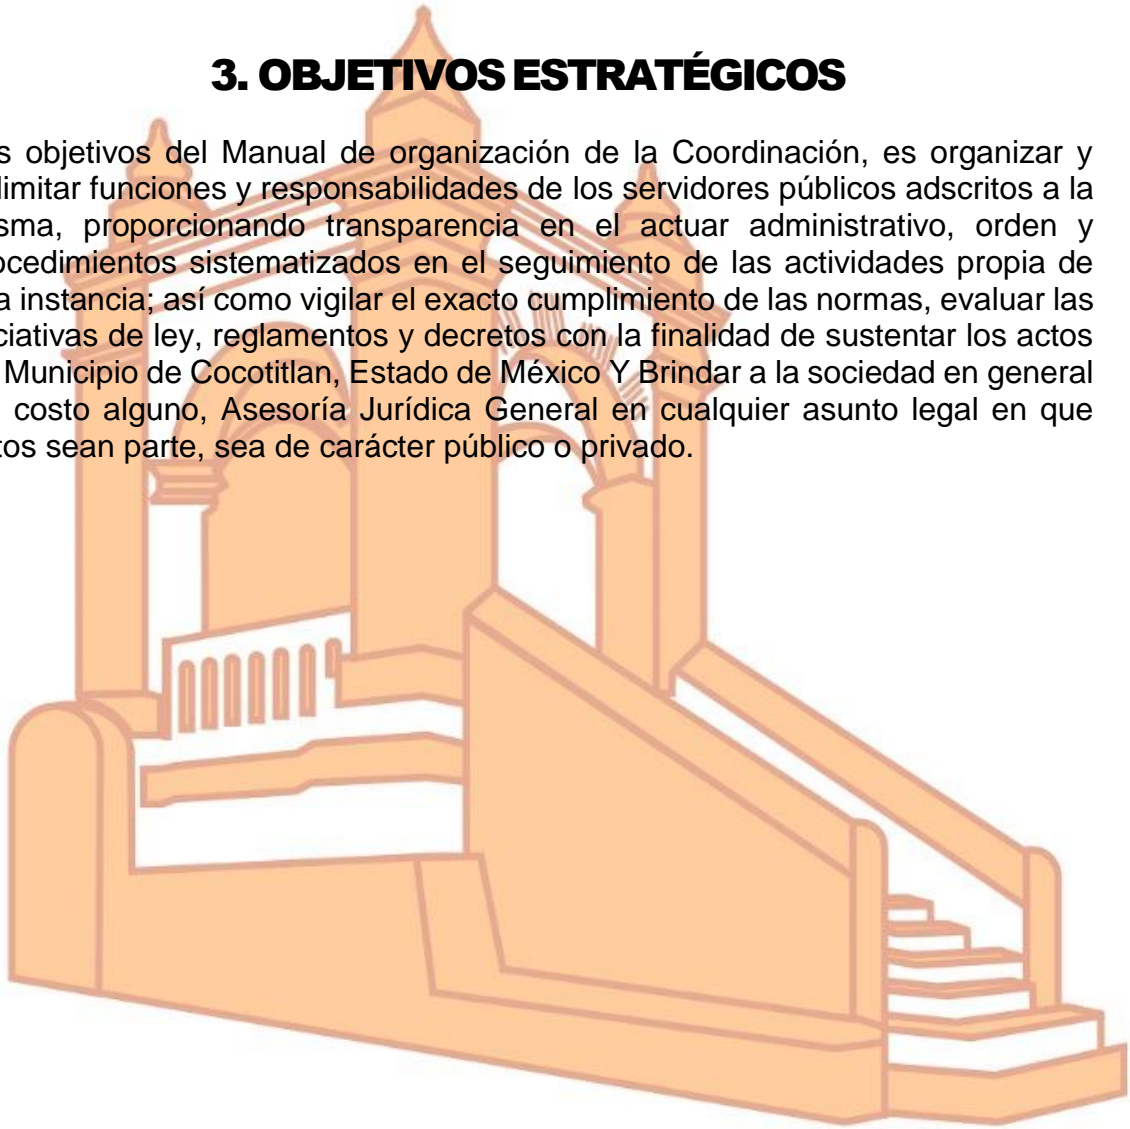 3. OBJETIVOS ESTRATÉGICOS
s objetivos del Manual de organización de la Coordinación, es organizar y
limitar funciones y responsabilidades de los servidores públicos adscritos a la
sma, proporcionando transparencia en el actuar administrativo, orden y
ocedimientos sistematizados en el seguimiento de las actividades propia de
a instancia; así como vigilar el exacto cumplimiento de las normas, evaluar las
ciativas de ley, reglamentos y decretos con la finalidad de sustentar los actos
Municipio de Cocotitlan, Estado de México Y Brindar a la sociedad en general
costo alguno, Asesoría Jurídica General en cualquier asunto legal en que
tos sean parte, sea de carácter público o privado.